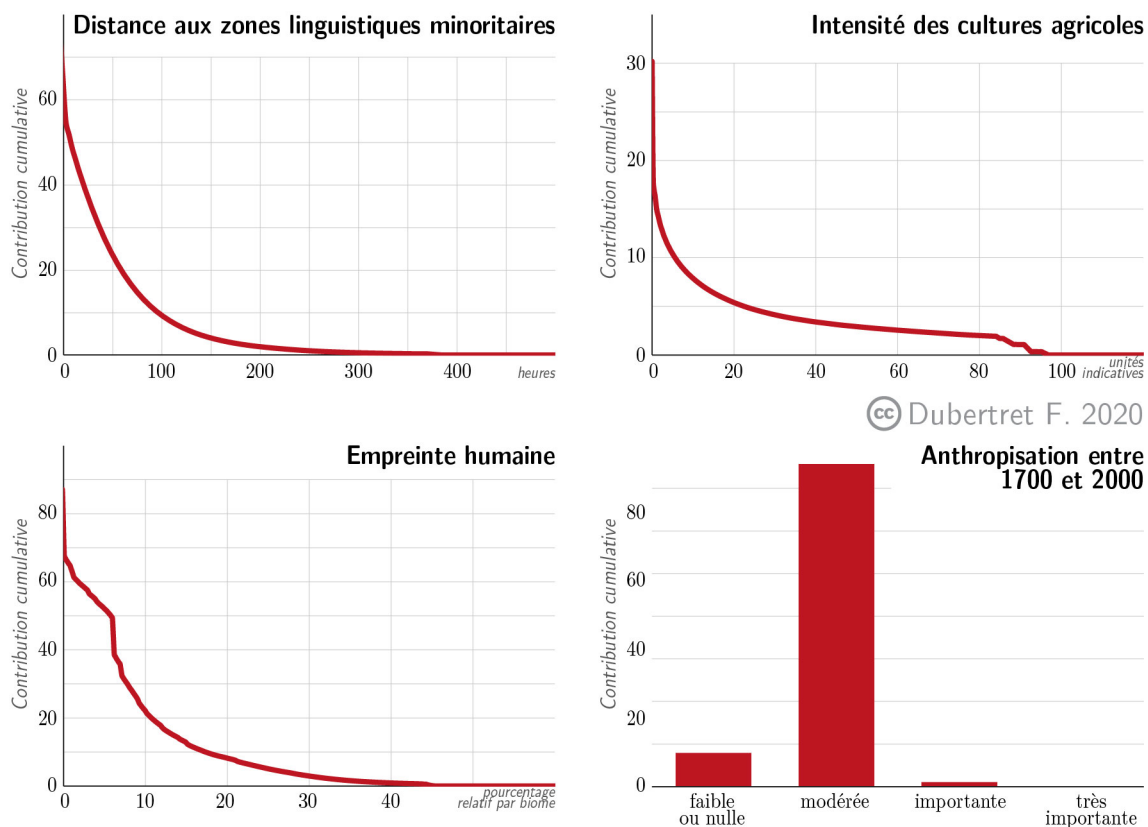 Distance aux zones linguistiques minoritaires
Contribution cumulative
60
40
20
0
0 100 200 300 400 heures
Intensité des cultures agricoles
Contribution cumulative
30
20
10
0
0 20 40 60 80 100 unités
indicatives
cc Dubertret F. 2020
Empreinte humaine
Contribution cumulative
80
60
40
20
0
0 10 20 30 40 pourcentage
relatif par biome
Anthropisation entre
1700 et 2000
Contribution cumulative
80
60
40
20
0
faible modérée importante très
ou nulle importante